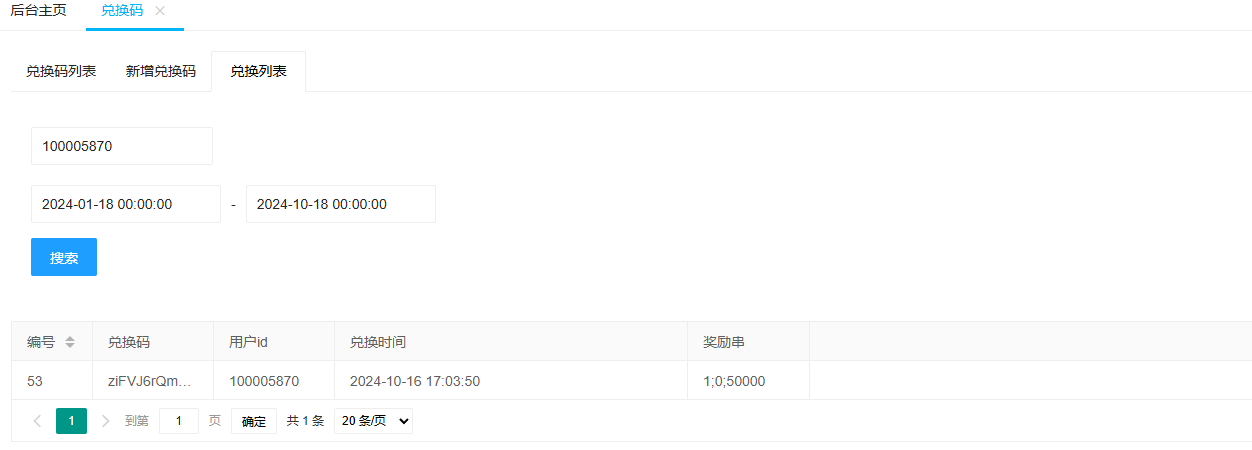 后台主页 兑换码
兑换码列表 新增兑换码 兑换列表
100005870
2024-01-18 00:00:00 - 2024-10-18 00:00:00
搜索
编号 兑换码 用户id 兑换时间 奖励串
53 ziFVJ6rQm... 100005870 2024-10-16 17:03:50 1;0;50000
1 到第 1 页 确定 共 1 条 20 条/页